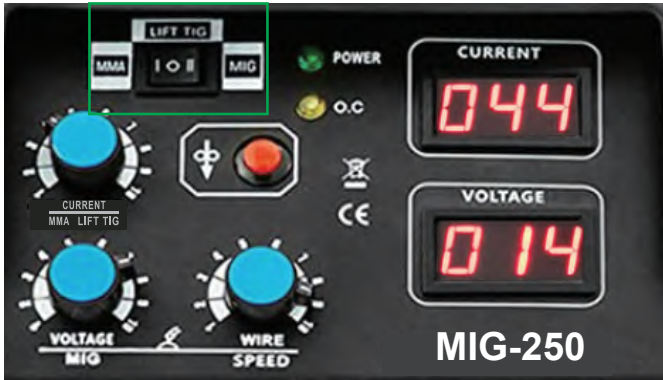 LIFT TIG
MMA
I O II
MIG
POWER
O.C
CURRENT
044
CURRENT
MMA LIFT TIG
CE
VOLTAGE
014
VOLTAGE
MIG
WIRE
SPEED
MIG-250